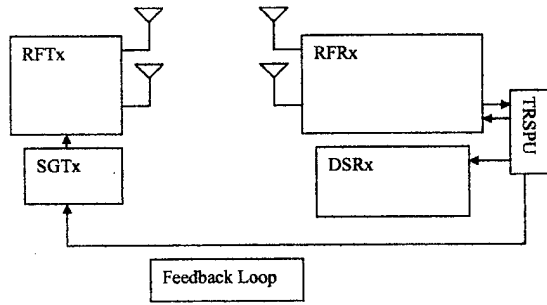 RFTx
RFRx
TRSPU
SGTx
DSRx
Feedback Loop